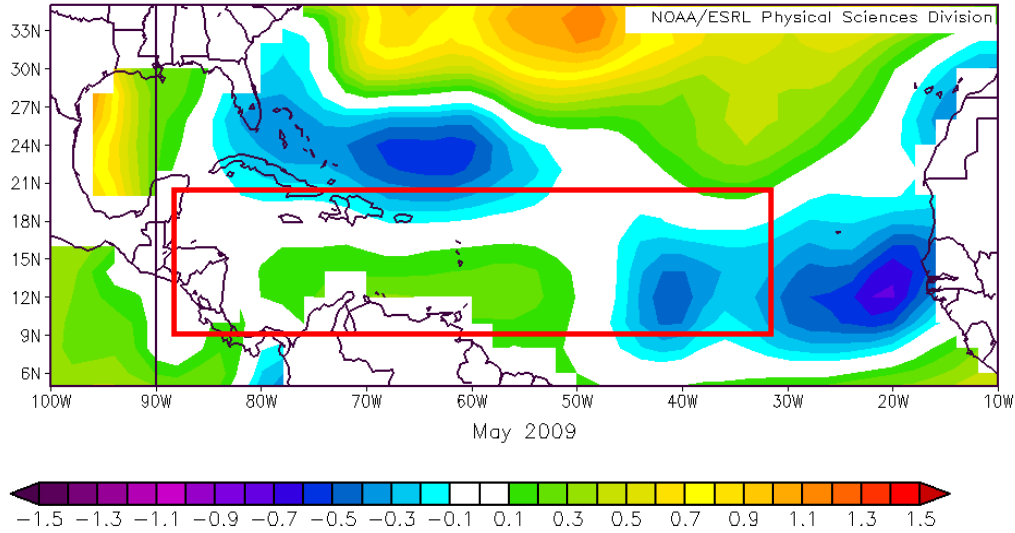 NOAA/ESRL Physical Sciences Division
33N
30N
27N
24N
21N
18N
15N
12N
9N
6N
100W 90W 80W 70W 60W 50W 40W 30W 20W 10W
May 2009
−1.5 −1.3 −1.1 −0.9 −0.7 −0.5 −0.3 −0.1 0.1 0.3 0.5 0.7 0.9 1.1 1.3 1.5